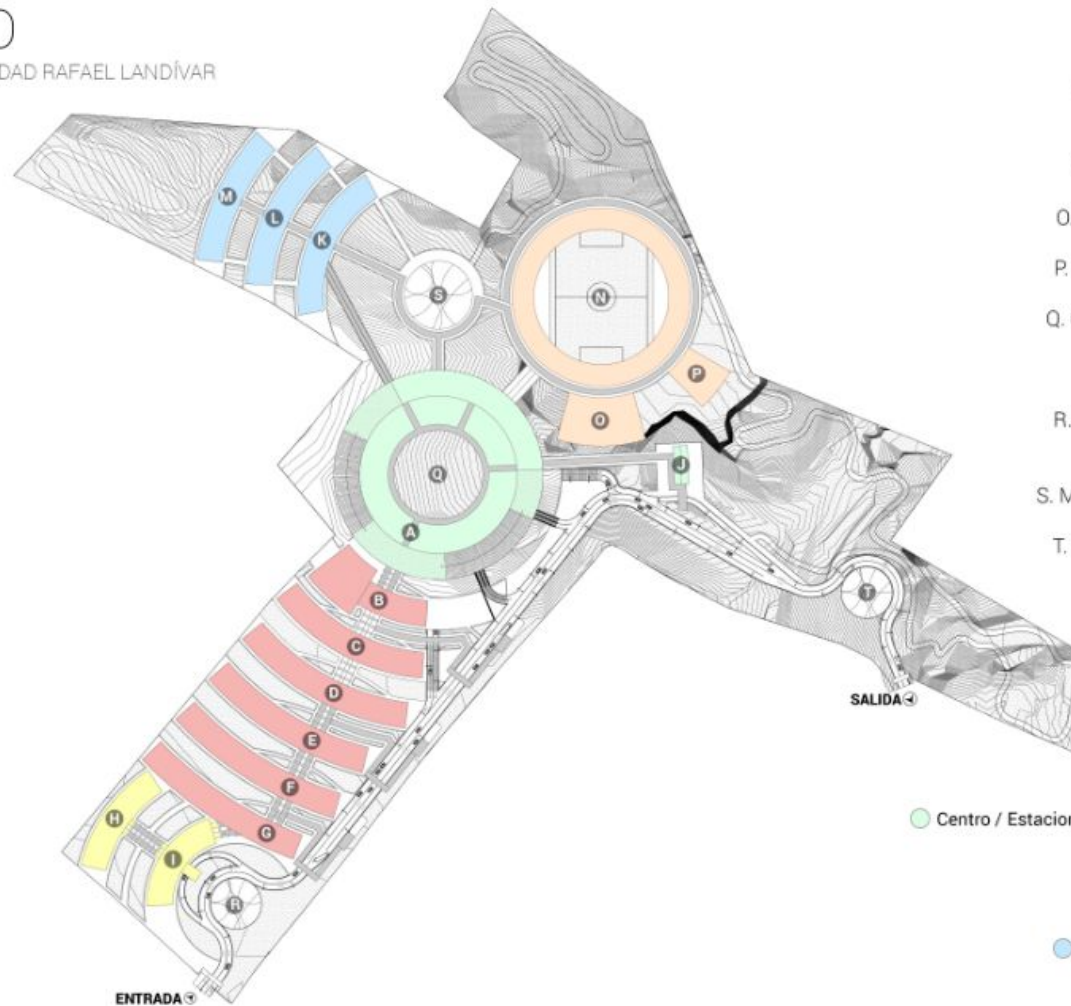 DAD RAFAEL LANDÍVAR
M
L
K
S
N
O.
P.
P
Q.
O
R.
J
Q
S. M
A
T.
T
B
C
D
SALIDA
E
F
H
G
Centro / Estacion
I
R
ENTRADA